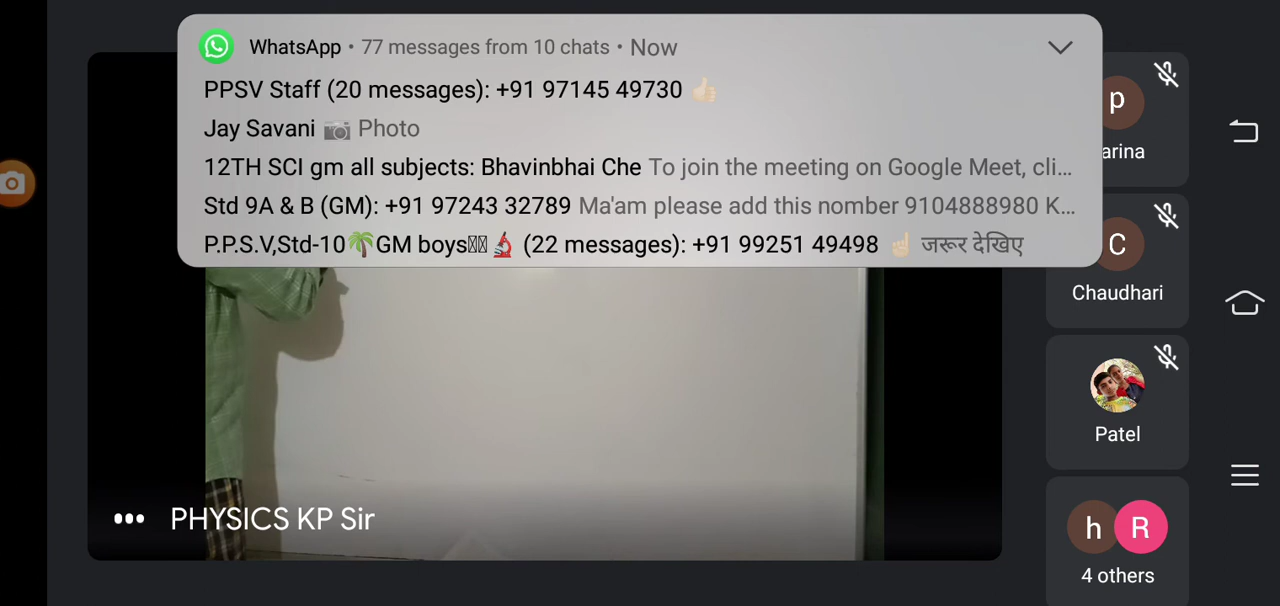 WhatsApp • 77 messages from 10 chats • Now
PPSV Staff (20 messages): +91 97145 49730 👍🏻
Jay Savani 📷 Photo
12TH SCI gm all subjects: Bhavinbhai Che To join the meeting on Google Meet, cli...
Std 9A & B (GM): +91 97243 32789 Ma'am please add this nomber 9104888980 K...
P.P.S.V,Std-10🌴GM boys🔬 (22 messages): +91 99251 49498 ☝🏻 जरूर देखिए
p
arina
C
Chaudhari
Patel
h R
4 others
••• PHYSICS KP Sir